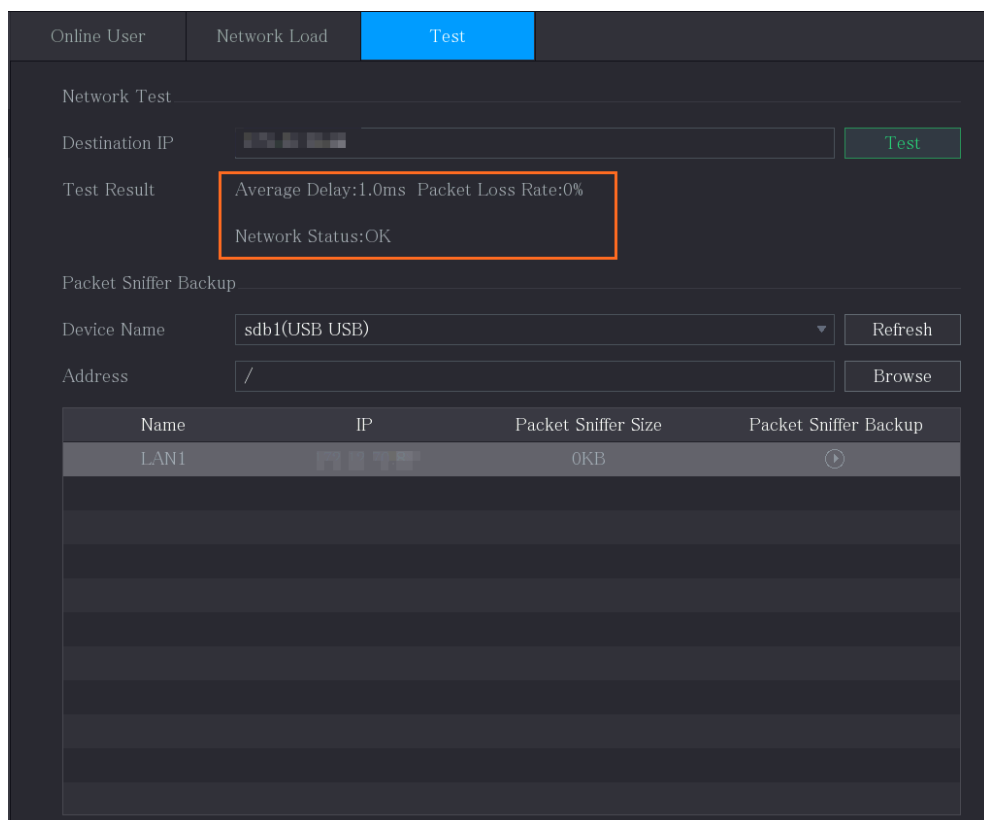 Online User Network Load Test
Network Test
Destination IP Test
Test Result Average Delay:1.0ms Packet Loss Rate:0%
Network Status:OK
Packet Sniffer Backup
Device Name sdb1(USB USB) Refresh
Address / Browse
Name IP Packet Sniffer Size Packet Sniffer Backup
LAN1 0KB